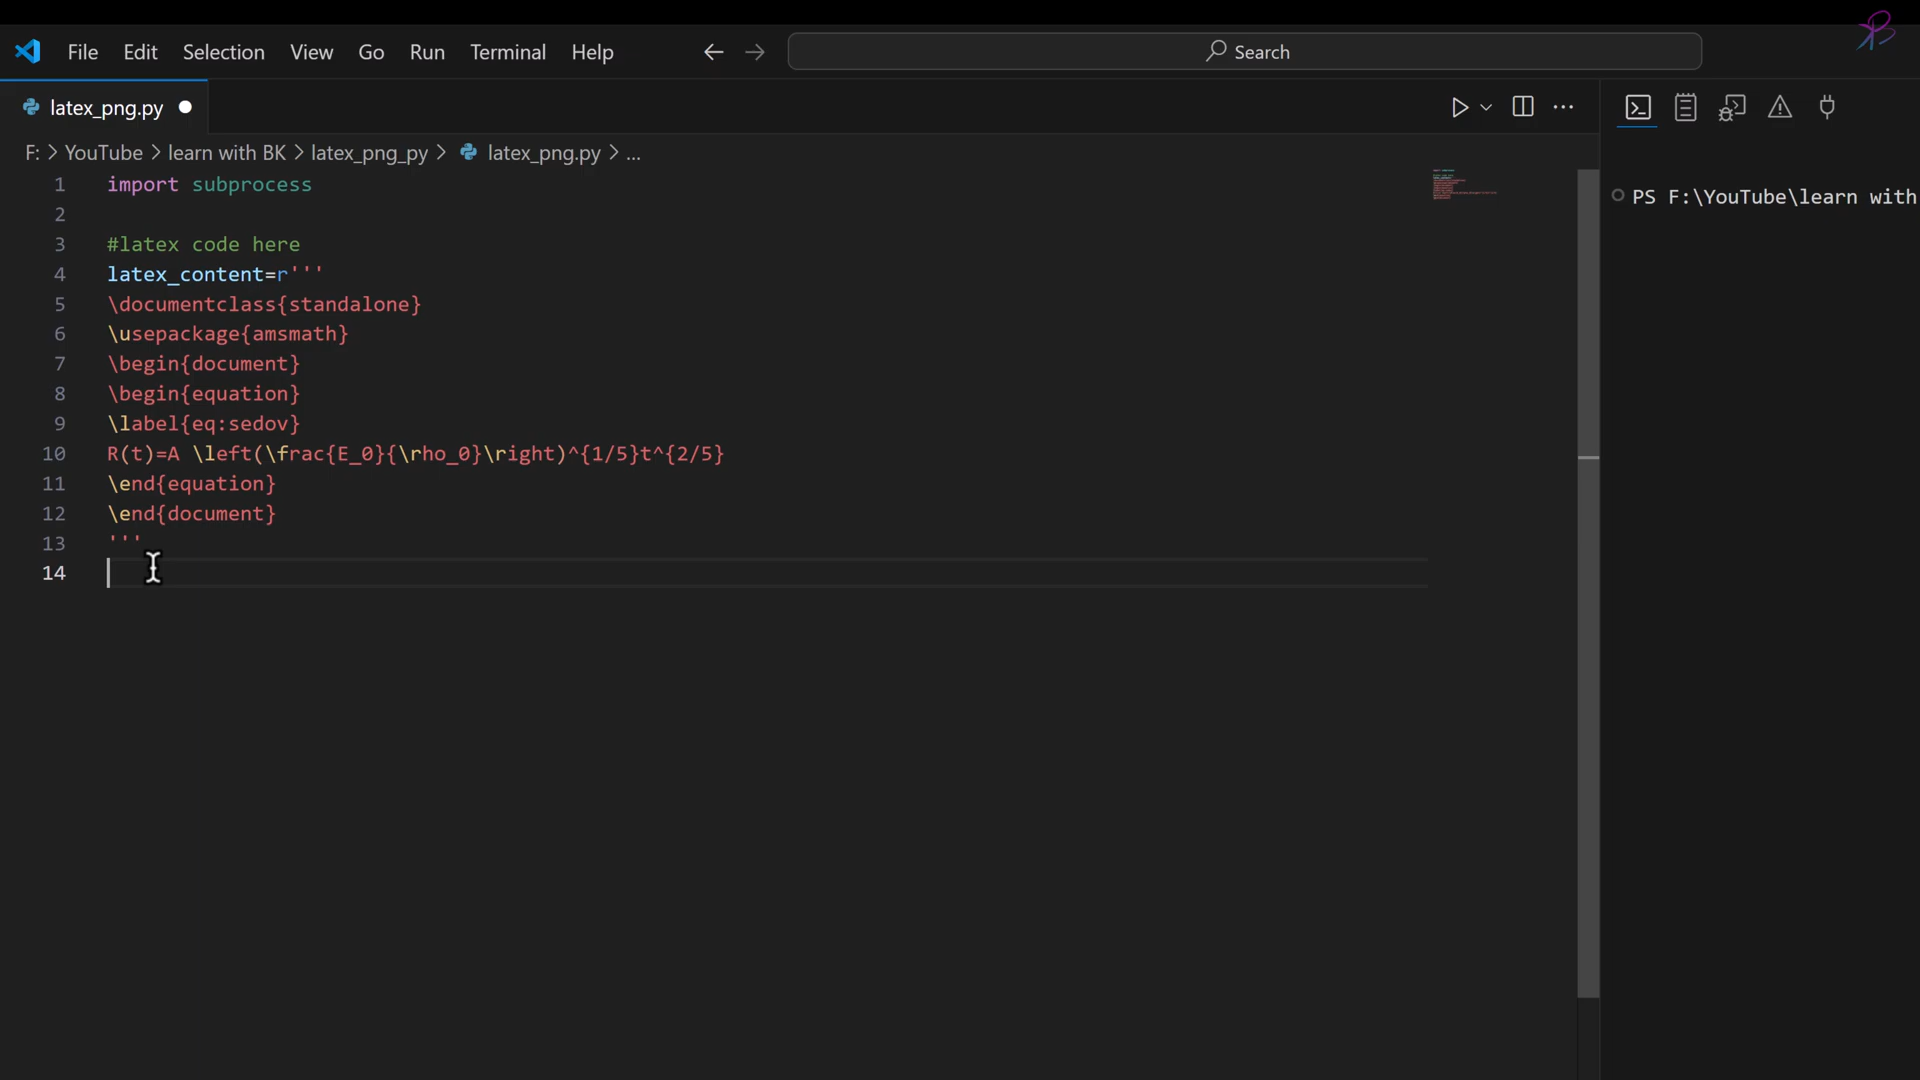 File Edit Selection View Go Run Terminal Help Search
latex_png.py
F: > YouTube > learn with BK > latex_png_py > latex_png.py > ...
1 import subprocess
2
3 #latex code here
4 latex_content=r'''
5 \documentclass{standalone}
6 \usepackage{amsmath}
7 \begin{document}
8 \begin{equation}
9 \label{eq:sedov}
10 R(t)=A \left(\frac{E_0}{\rho_0}\right)^{1/5}t^{2/5}
11 \end{equation}
12 \end{document}
13 '''
14
PS F:\YouTube\learn with